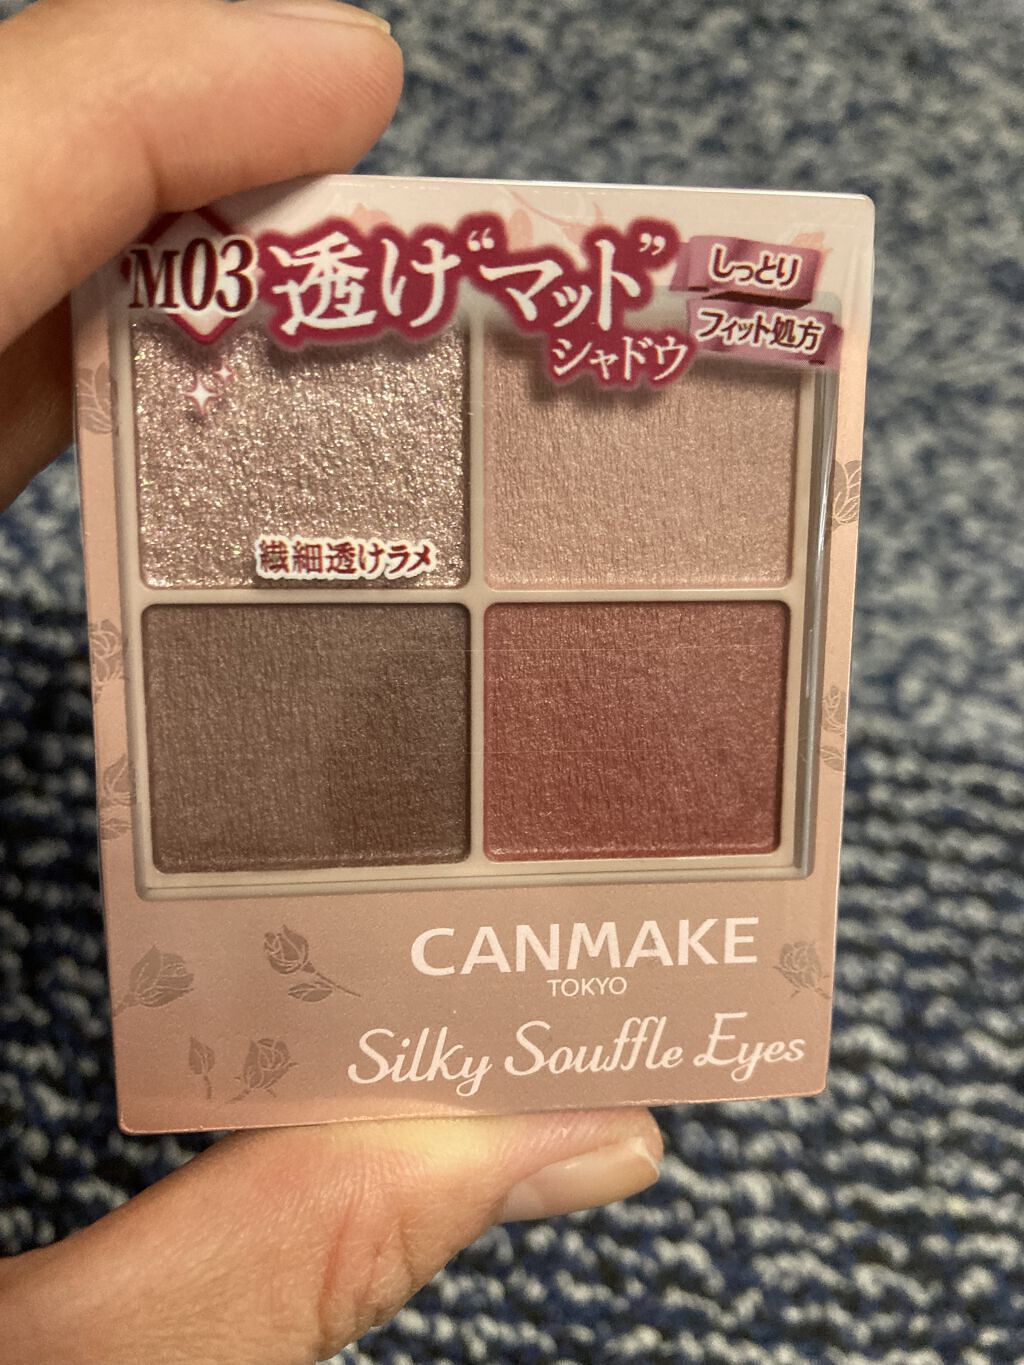 M03 透け“マット”
シャドウ
しっとり
フィット処方
繊細透けラメ
CANMAKE
TOKYO
Silky Souffle Eyes